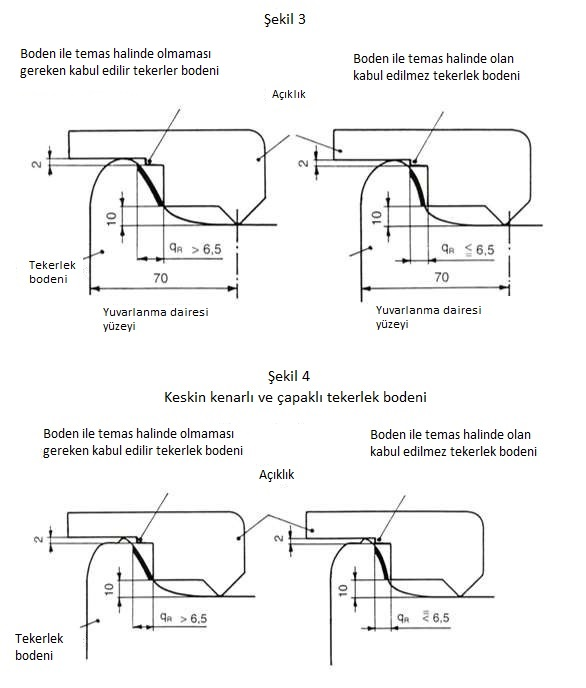 Şekil 3
Boden ile temas halinde olmaması
gereken kabul edilir tekerler bodeni
Boden ile temas halinde olan
kabul edilmez tekerlek bodeni
Açıklık
2
10
qR > 6,5
70
Tekerlek
bodeni
Yuvarlanma dairesi
yüzeyi
2
10
qR ≦ 6,5
70
Yuvarlanma dairesi
yüzeyi
Şekil 4
Keskin kenarlı ve çapaklı tekerlek bodeni
Boden ile temas halinde olmaması
gereken kabul edilir tekerlek bodeni
Boden ile temas halinde olan
kabul edilmez tekerlek bodeni
Açıklık
2
10
qR > 6,5
Tekerlek
bodeni
2
10
qR ≦ 6,5